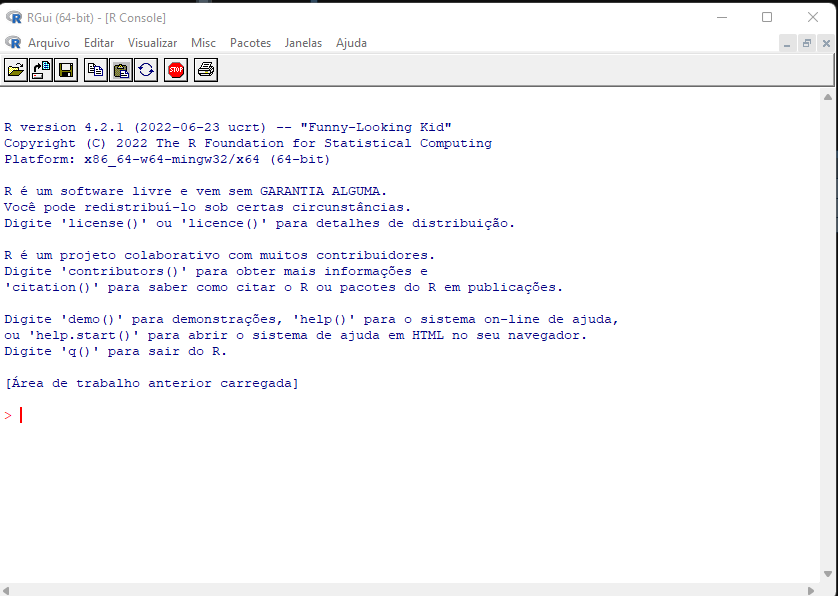 RGui (64-bit) - [R Console]
Arquivo Editar Visualizar Misc Pacotes Janelas Ajuda
STOP
R version 4.2.1 (2022-06-23 ucrt) -- "Funny-Looking Kid"
Copyright (C) 2022 The R Foundation for Statistical Computing
Platform: x86_64-w64-mingw32/x64 (64-bit)
R é um software livre e vem sem GARANTIA ALGUMA.
Você pode redistribuí-lo sob certas circunstâncias.
Digite 'license()' ou 'licence()' para detalhes de distribuição.
R é um projeto colaborativo com muitos contribuidores.
Digite 'contributors()' para obter mais informações e
'citation()' para saber como citar o R ou pacotes do R em publicações.
Digite 'demo()' para demonstrações, 'help()' para o sistema on-line de ajuda,
ou 'help.start()' para abrir o sistema de ajuda em HTML no seu navegador.
Digite 'q()' para sair do R.
[Área de trabalho anterior carregada]
>